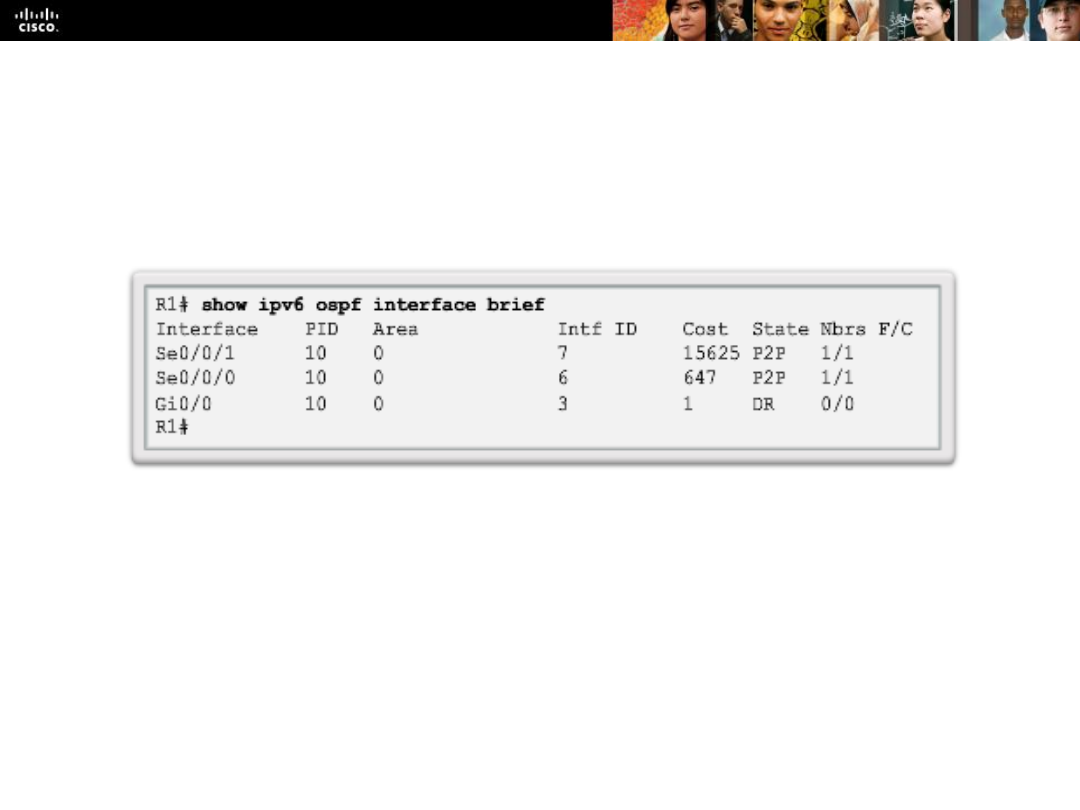 CISCO.
R1# show ipv6 ospf interface brief
Interface PID Area Intf ID Cost State Nbrs F/C
Se0/0/1 10 0 7 15625 P2P 1/1
Se0/0/0 10 0 6 647 P2P 1/1
Gi0/0 10 0 3 1 DR 0/0
R1#